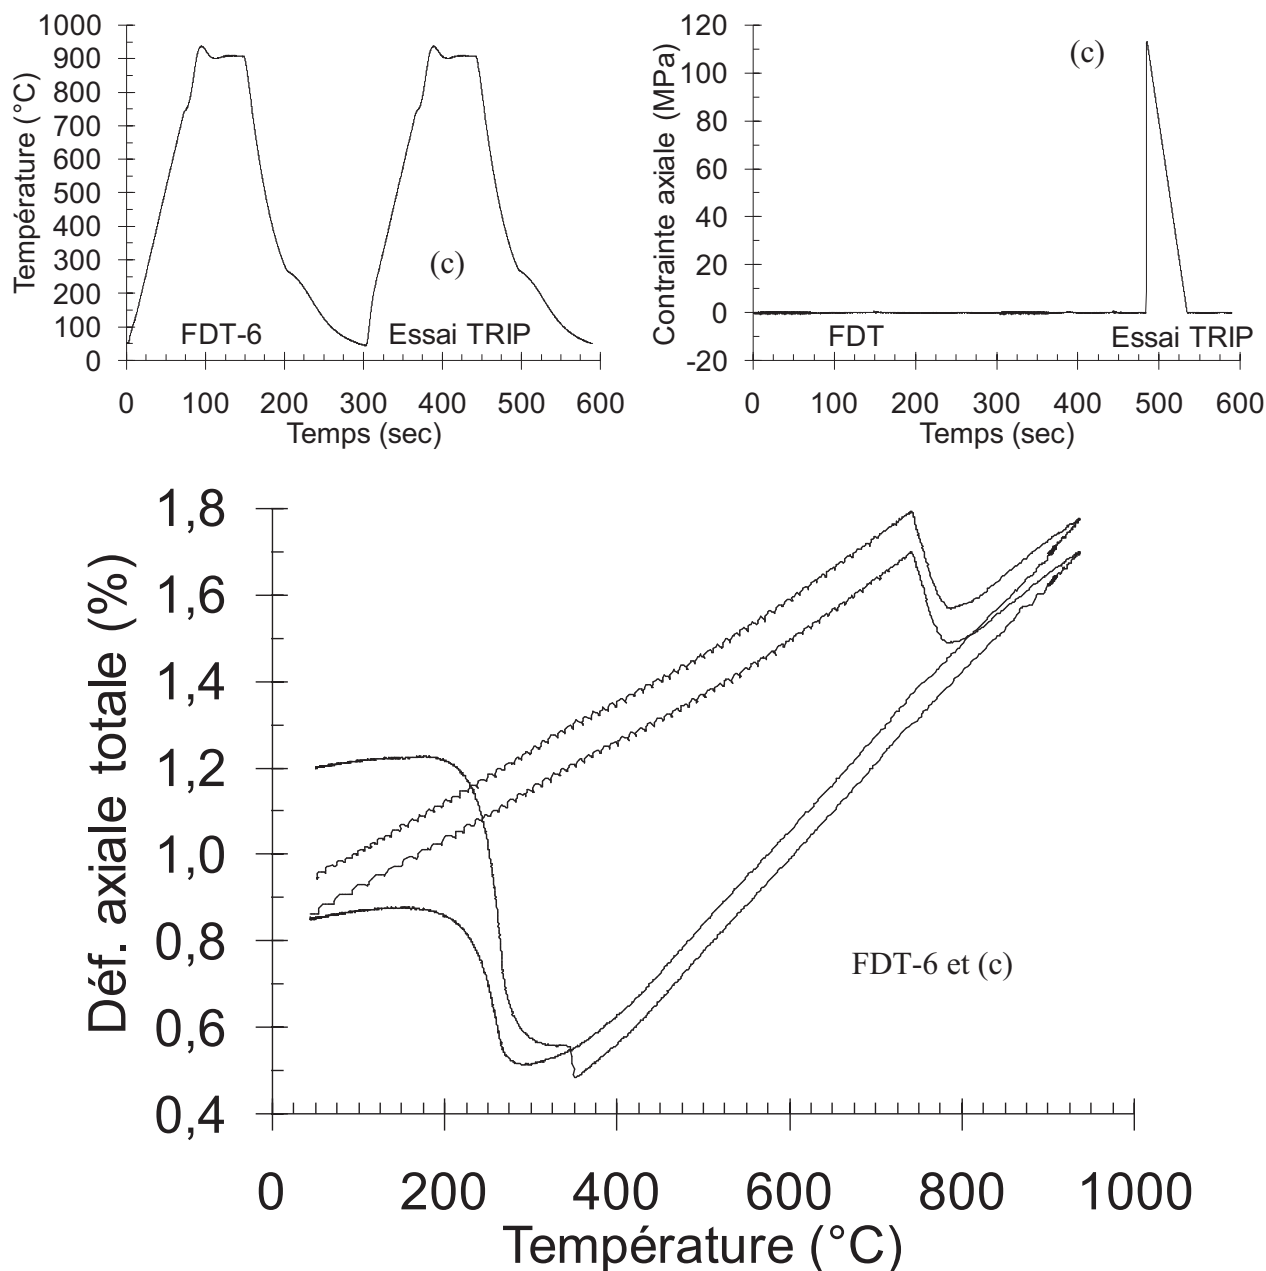 Température (°C)
1000
900
800
700
600
500
400
300
200
100
0
(c)
FDT-6
Essai TRIP
0 100 200 300 400 500 600
Temps (sec)
Contrainte axiale (MPa)
120
100
80
60
40
20
0
-20
(c)
FDT
Essai TRIP
0 100 200 300 400 500 600
Temps (sec)
Déf. axiale totale (%)
1,8
1,6
1,4
1,2
1,0
0,8
0,6
0,4
FDT-6 et (c)
0 200 400 600 800 1000
Température (°C)